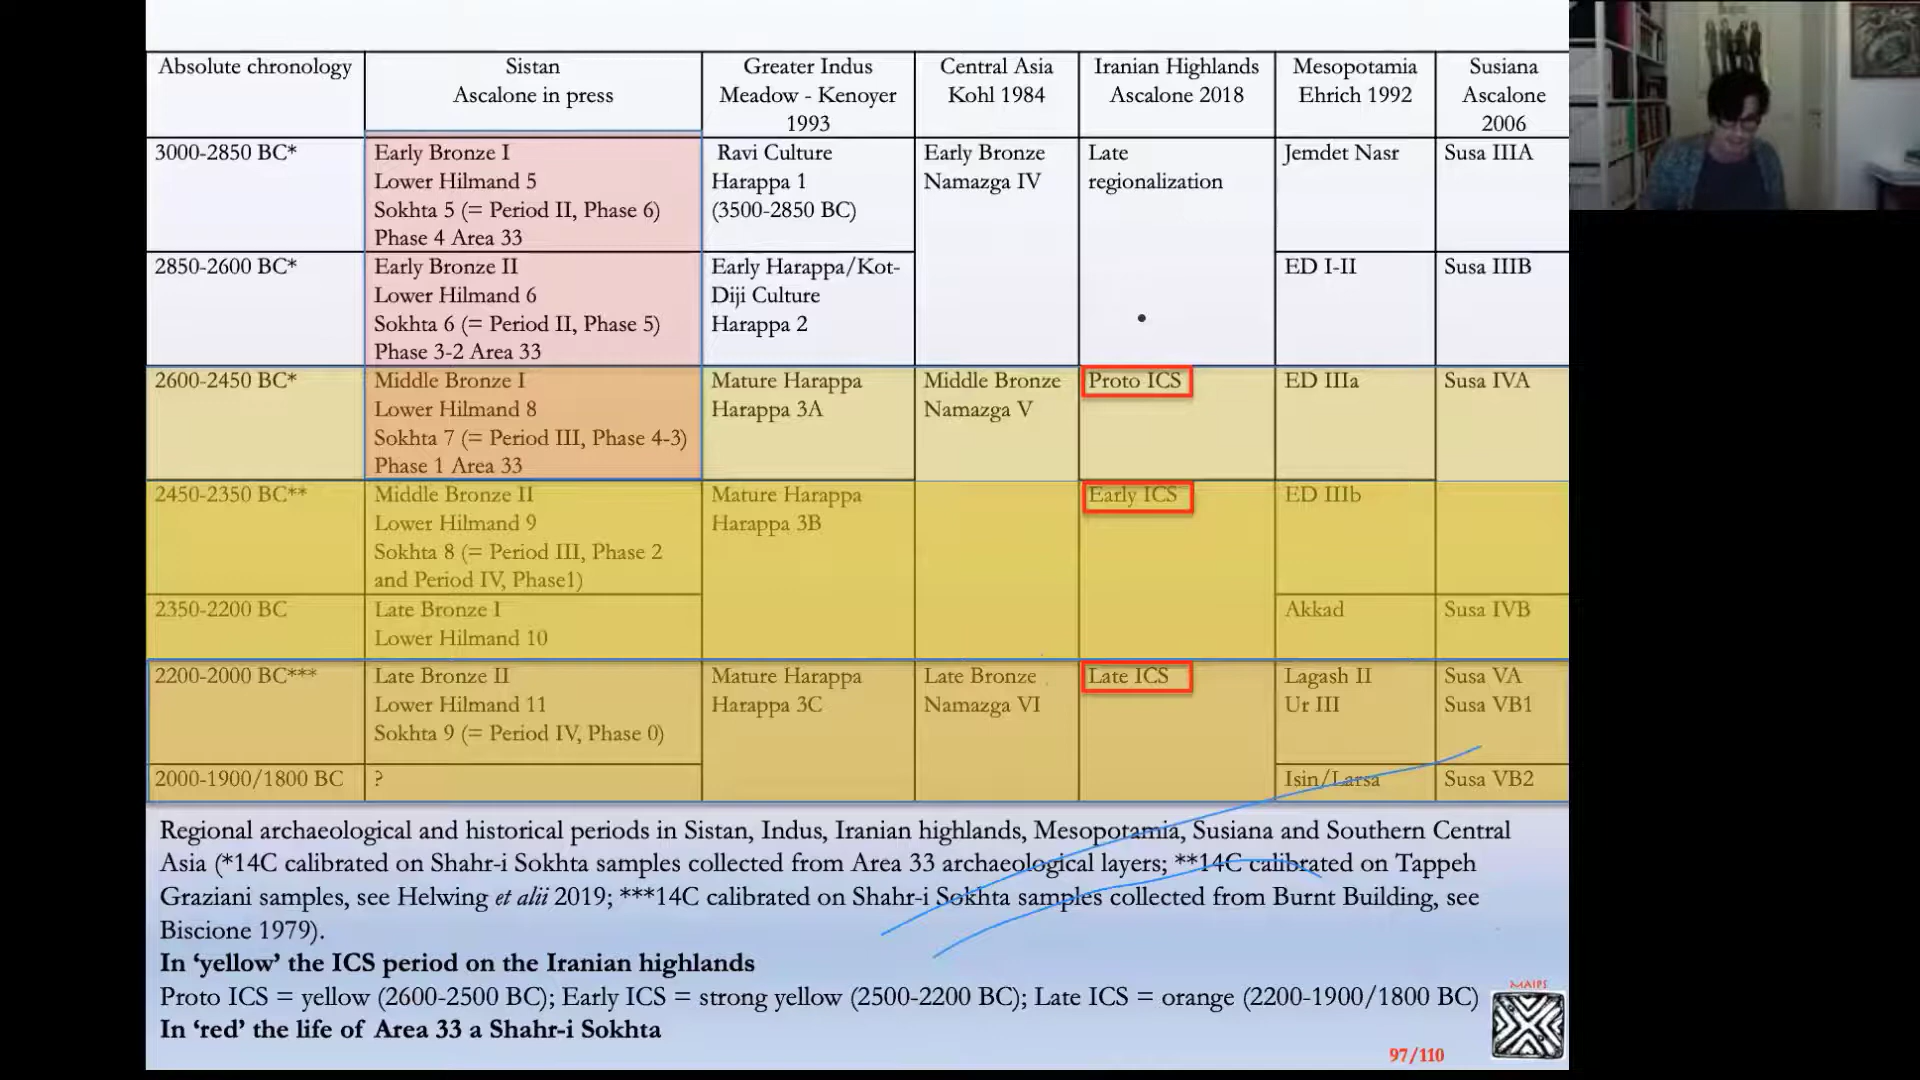 Absolute chronology
Sistan
Ascalone in press
Greater Indus
Meadow - Kenoyer
1993
Central Asia
Kohl 1984
Iranian Highlands
Ascalone 2018
Mesopotamia
Ehrich 1992
Susiana
Ascalone
2006
3000-2850 BC*
Early Bronze I
Lower Hilmand 5
Sokhta 5 (= Period II, Phase 6)
Phase 4 Area 33
Ravi Culture
Harappa 1
(3500-2850 BC)
Early Bronze
Namazga IV
Late
regionalization
Jemdet Nasr
Susa IIIA
2850-2600 BC*
Early Bronze II
Lower Hilmand 6
Sokhta 6 (= Period II, Phase 5)
Phase 3-2 Area 33
Early Harappa/Kot-
Diji Culture
Harappa 2
ED I-II
Susa IIIB
2600-2450 BC*
Middle Bronze I
Lower Hilmand 8
Sokhta 7 (= Period III, Phase 4-3)
Phase 1 Area 33
Mature Harappa
Harappa 3A
Middle Bronze
Namazga V
Proto ICS
ED IIIa
Susa IVA
2450-2350 BC**
Middle Bronze II
Lower Hilmand 9
Sokhta 8 (= Period III, Phase 2
and Period IV, Phase1)
Mature Harappa
Harappa 3B
Early ICS
ED IIIb
2350-2200 BC
Late Bronze I
Lower Hilmand 10
Akkad
Susa IVB
2200-2000 BC***
Late Bronze II
Lower Hilmand 11
Sokhta 9 (= Period IV, Phase 0)
Mature Harappa
Harappa 3C
Late Bronze
Namazga VI
Late ICS
Lagash II
Ur III
Susa VA
Susa VB1
2000-1900/1800 BC
?
Isin/Larsa
Susa VB2
Regional archaeological and historical periods in Sistan, Indus, Iranian highlands, Mesopotamia, Susiana and Southern Central
Asia (*14C calibrated on Shahr-i Sokhta samples collected from Area 33 archaeological layers; **14C calibrated on Tappeh
Graziani samples, see Helwing et alii 2019; ***14C calibrated on Shahr-i Sokhta samples collected from Burnt Building, see
Biscione 1979).
In ‘yellow’ the ICS period on the Iranian highlands
Proto ICS = yellow (2600-2500 BC); Early ICS = strong yellow (2500-2200 BC); Late ICS = orange (2200-1900/1800 BC)
In ‘red’ the life of Area 33 a Shahr-i Sokhta
MAIPS
97/110